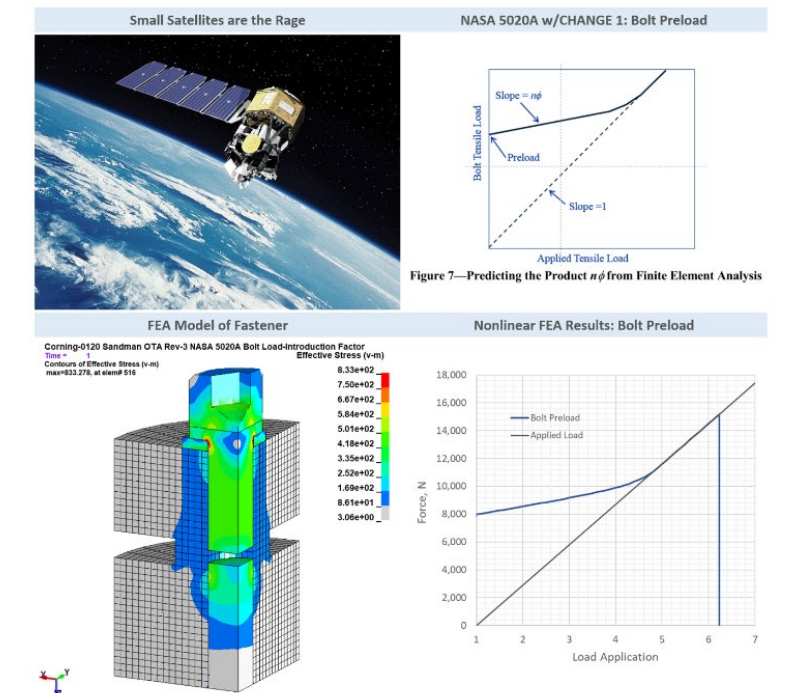 Small Satellites are the Rage
NASA 5020A w/CHANGE 1: Bolt Preload
Bolt Tensile Load
Slope = nϕ
Preload
Slope =1
Applied Tensile Load
Figure 7—Predicting the Product nϕ from Finite Element Analysis
FEA Model of Fastener
Nonlinear FEA Results: Bolt Preload
Corning-0120 Sandman OTA Rev-3 NASA 5020A Bolt Load-Introduction Factor
Time = 1
Contours of Effective Stress (v-m)
max=833.278, at elem# 516
Effective Stress (v-m)
8.33e+02
7.50e+02
6.67e+02
5.84e+02
5.01e+02
4.18e+02
3.35e+02
2.52e+02
1.69e+02
8.61e+01
3.06e+00
X
Y
Force, N
18,000
16,000
14,000
12,000
10,000
8,000
6,000
4,000
2,000
0
Bolt Preload
Applied Load
1 2 3 4 5 6 7
Load Application